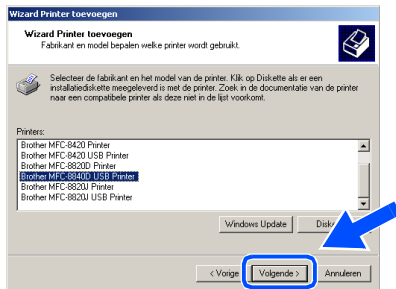 Wizard Printer toevoegen
Wizard Printer toevoegen
Fabrikant en model bepalen welke printer wordt gebruikt.
Selecteer de fabrikant en het model van de printer. Klik op Diskette als er een
installatiediskette meegeleverd is met de printer. Zoek in de documentatie van de printer
naar een compatibele printer als deze niet in de lijst voorkomt.
Printers:
Brother MFC-8420 Printer
Brother MFC-8420 USB Printer
Brother MFC-8820D Printer
Brother MFC-8840D USB Printer
Brother MFC-8820J Printer
Brother MFC-8820J USB Printer
Windows Update
< Vorige Volgende > Annuleren